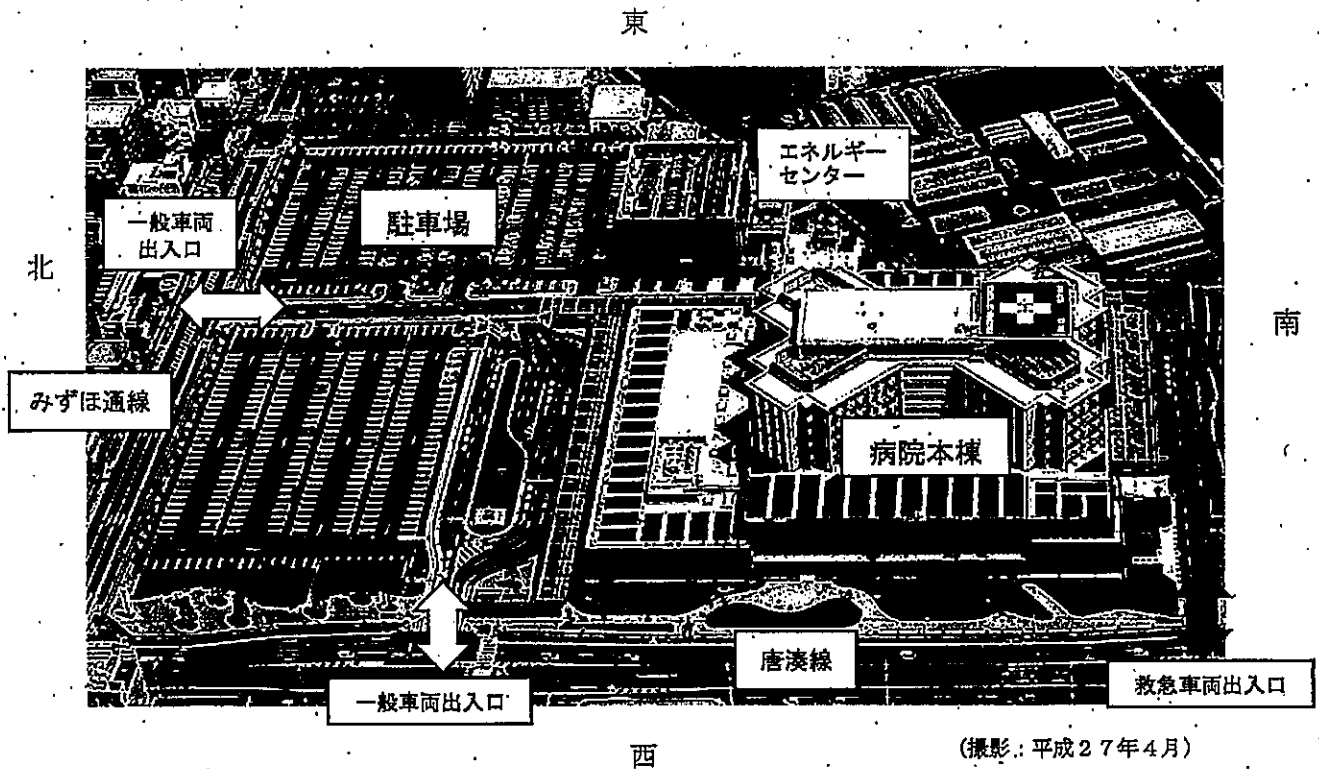 東
エネルギー
センター
一般車両
出入口
駐車場
北
南
みずほ通線
病院本棟
唐湊線
救急車両出入口
一般車両出入口
西
(撮影:平成27年4月)